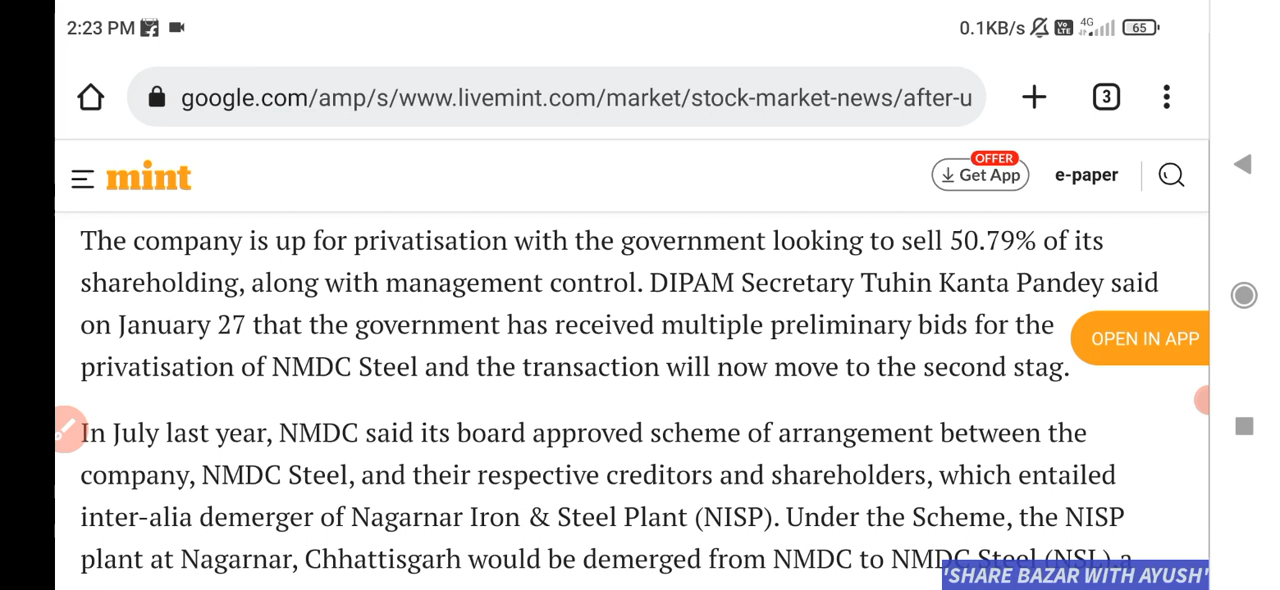 2:23 PM
0.1KB/s Vo LTE 4G 65
google.com/amp/s/www.livemint.com/market/stock-market-news/after-u
3
mint
OFFER
Get App
e-paper
The company is up for privatisation with the government looking to sell 50.79% of its
shareholding, along with management control. DIPAM Secretary Tuhin Kanta Pandey said
on January 27 that the government has received multiple preliminary bids for the
OPEN IN APP
privatisation of NMDC Steel and the transaction will now move to the second stag.
In July last year, NMDC said its board approved scheme of arrangement between the
company, NMDC Steel, and their respective creditors and shareholders, which entailed
inter-alia demerger of Nagarnar Iron & Steel Plant (NISP). Under the Scheme, the NISP
plant at Nagarnar, Chhattisgarh would be demerged from NMDC to NMDC Steel (NSL),a
'SHARE BAZAR WITH AYUSH'